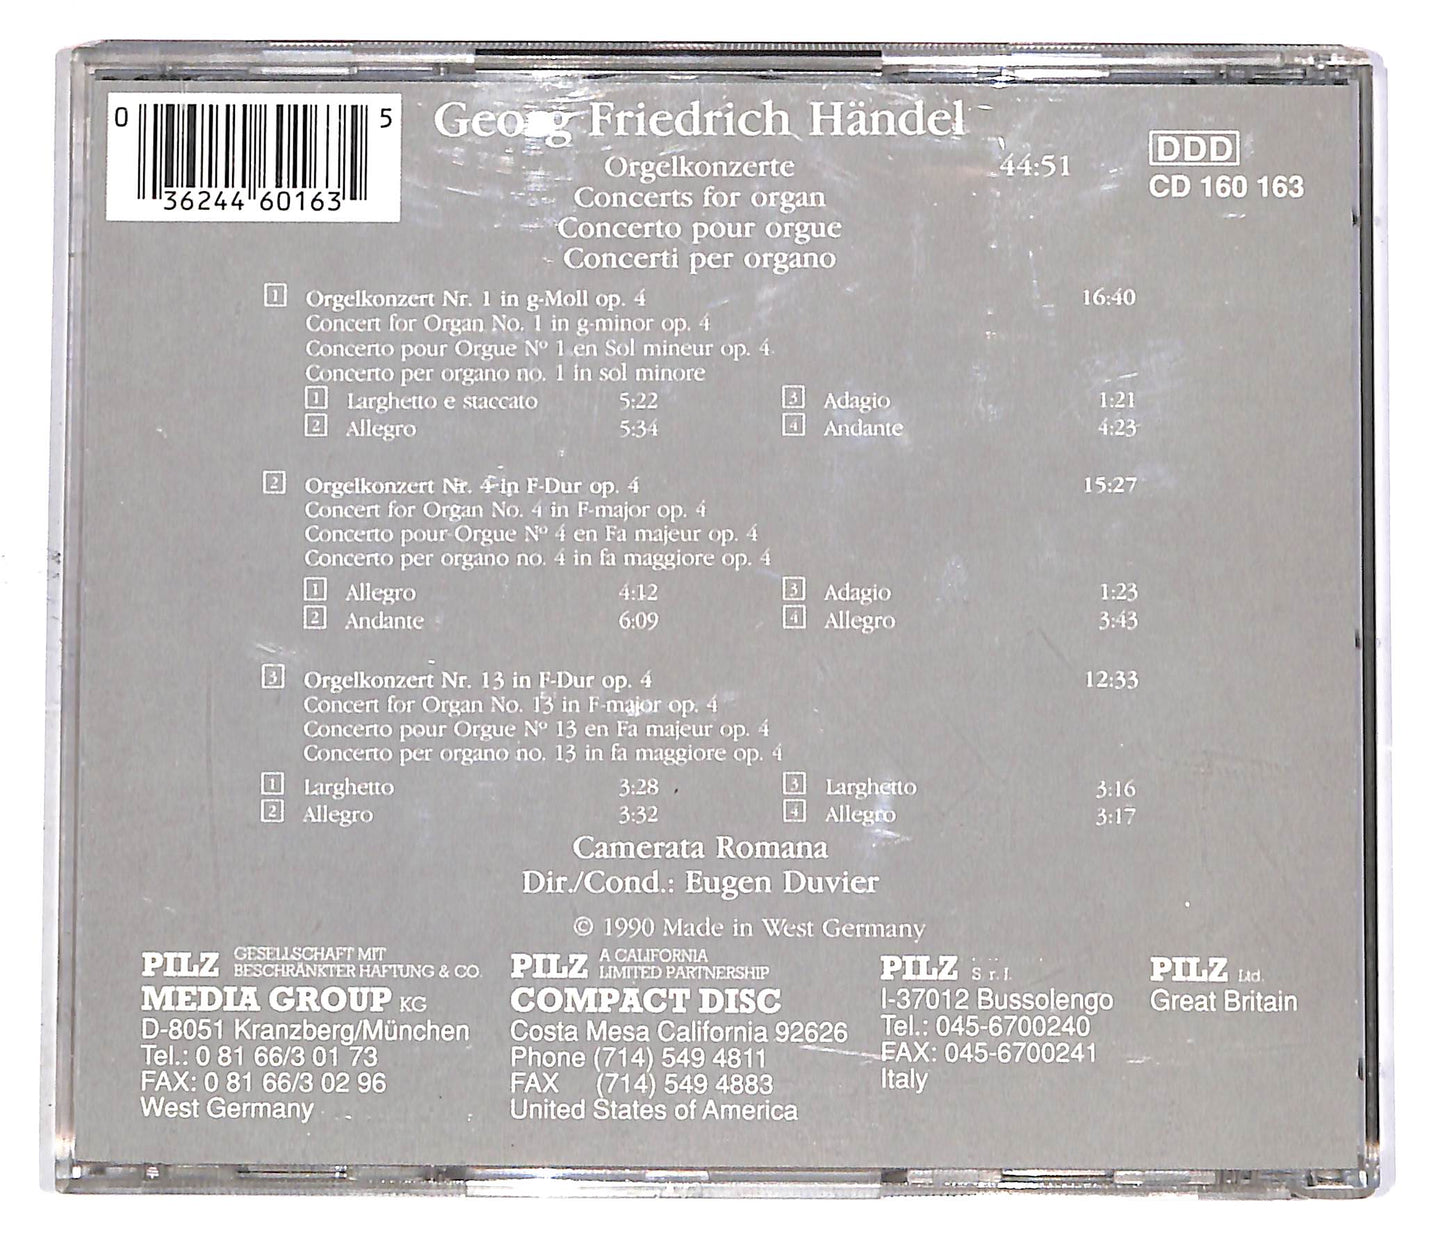 0 36244 60163 5
Georg Friedrich Händel
Orgelkonzerte 44:51
Concerts for organ
Concerto pour orgue
Concerti per organo
DDD
CD 160 163
1 Orgelkonzert Nr. 1 in g-Moll op. 4 16:40
Concert for Organ No. 1 in g-minor op. 4
Concerto pour Orgue Nº 1 en Sol mineur op. 4
Concerto per organo no. 1 in sol minore
1 Larghetto e staccato 5:22 3 Adagio 1:21
2 Allegro 5:34 4 Andante 4:23
2 Orgelkonzert Nr. 4 in F-Dur op. 4 15:27
Concert for Organ No. 4 in F-major op. 4
Concerto pour Orgue Nº 4 en Fa majeur op. 4
Concerto per organo no. 4 in fa maggiore op. 4
1 Allegro 4:12 3 Adagio 1:23
2 Andante 6:09 4 Allegro 3:43
3 Orgelkonzert Nr. 13 in F-Dur op. 4 12:33
Concert for Organ No. 13 in F-major op. 4
Concerto pour Orgue Nº 13 en Fa majeur op. 4
Concerto per organo no. 13 in fa maggiore op. 4
1 Larghetto 3:28 3 Larghetto 3:16
2 Allegro 3:32 4 Allegro 3:17
Camerata Romana
Dir./Cond.: Eugen Duvier
© 1990 Made in West Germany
PILZ GESELLSCHAFT MIT
BESCHRÄNKTER HAFTUNG & CO.
MEDIA GROUP KG
D-8051 Kranzberg/München
Tel.: 0 81 66/3 01 73
FAX: 0 81 66/3 02 96
West Germany
PILZ A CALIFORNIA
LIMITED PARTNERSHIP
COMPACT DISC
Costa Mesa California 92626
Phone (714) 549 4811
FAX (714) 549 4883
United States of America
PILZ S. r. l.
I-37012 Bussolengo
Tel.: 045-6700240
FAX: 045-6700241
Italy
PILZ Ltd.
Great Britain